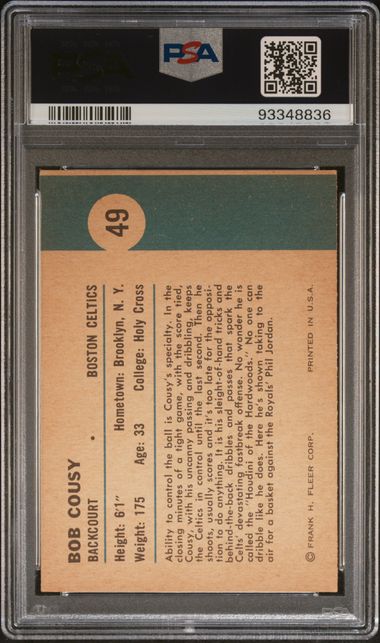 PSA
93348836
49
BOB COUSY
BACKCOURT • BOSTON CELTICS
Height: 6'1" Hometown: Brooklyn, N. Y.
Weight: 175 Age: 33 College: Holy Cross
Ability to control the ball is Cousy's specialty. In the
closing minutes of a tight game, with the score tied,
Cousy, with his uncanny passing and dribbling, keeps
the Celtics in control until the last second. Then he
shoots, usually scores and it's too late for the opposi-
tion to do anything. It is his sleight-of-hand tricks and
behind-the-back dribbles and passes that spark the
Celts' devastating fastbreak offense. No wonder he is
called the "Houdini of the Hardwoods." No one can
dribble like he does. Here he's shown taking to the
air for a basket against the Royals' Phil Jordan.
© FRANK H. FLEER CORP. PRINTED IN U.S.A.
PSA